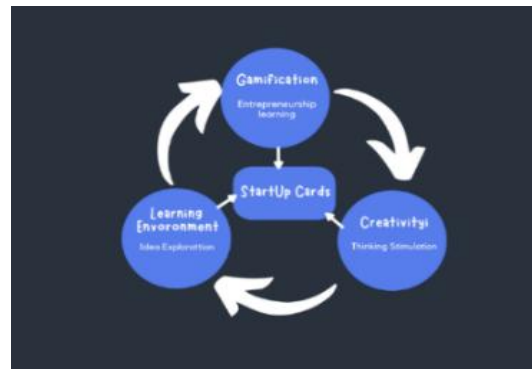 Gamification
Entrepreneurship
learning
StartUp Cards
Learning
Envoronment
Idea Exploration
Creativityi
Thinking Stimulation